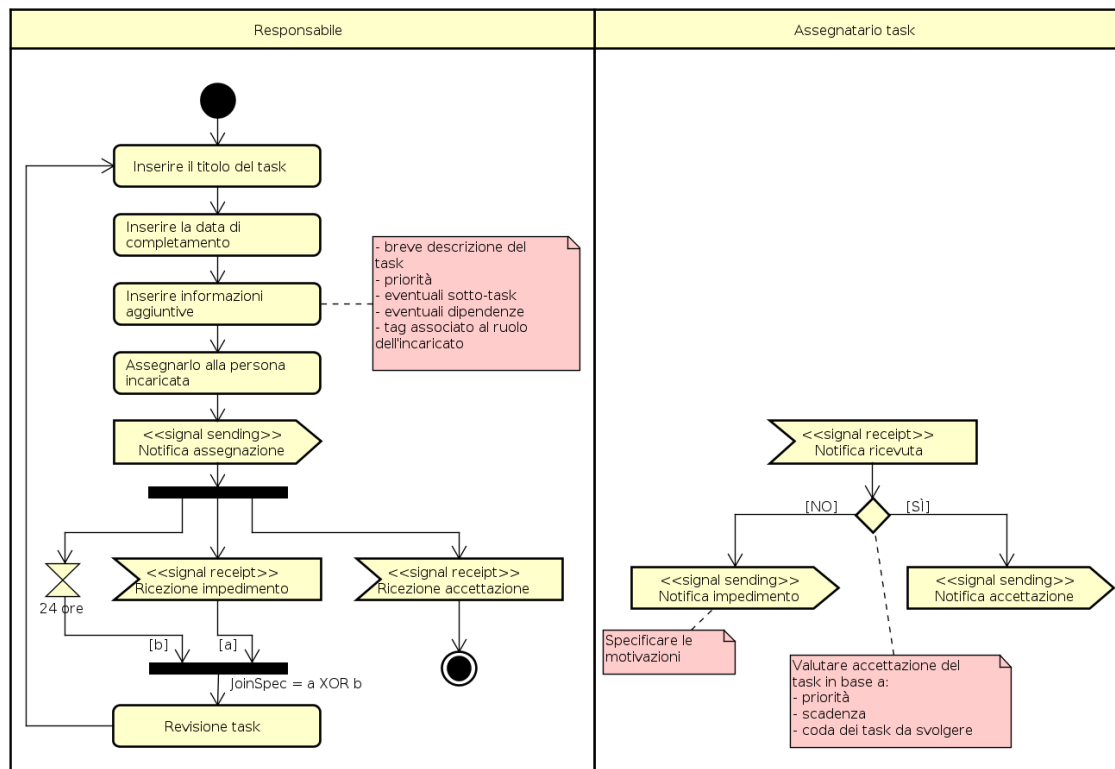 Responsabile
Assegnatario task
Inserire il titolo del task
Inserire la data di
completamento
- breve descrizione del
task
- priorità
- eventuali sotto-task
- eventuali dipendenze
- tag associato al ruolo
dell'incaricato
Inserire informazioni
aggiuntive
Assegnarlo alla persona
incaricata
<<signal sending>>
Notifica assegnazione
<<signal receipt>>
Notifica ricevuta
[NO]
[SÌ]
24 ore
<<signal receipt>>
Ricezione impedimento
<<signal receipt>>
Ricezione accettazione
<<signal sending>>
Notifica impedimento
<<signal sending>>
Notifica accettazione
[b]
[a]
JoinSpec = a XOR b
Specificare le
motivazioni
Valutare accettazione del
task in base a:
- priorità
- scadenza
- coda dei task da svolgere
Revisione task